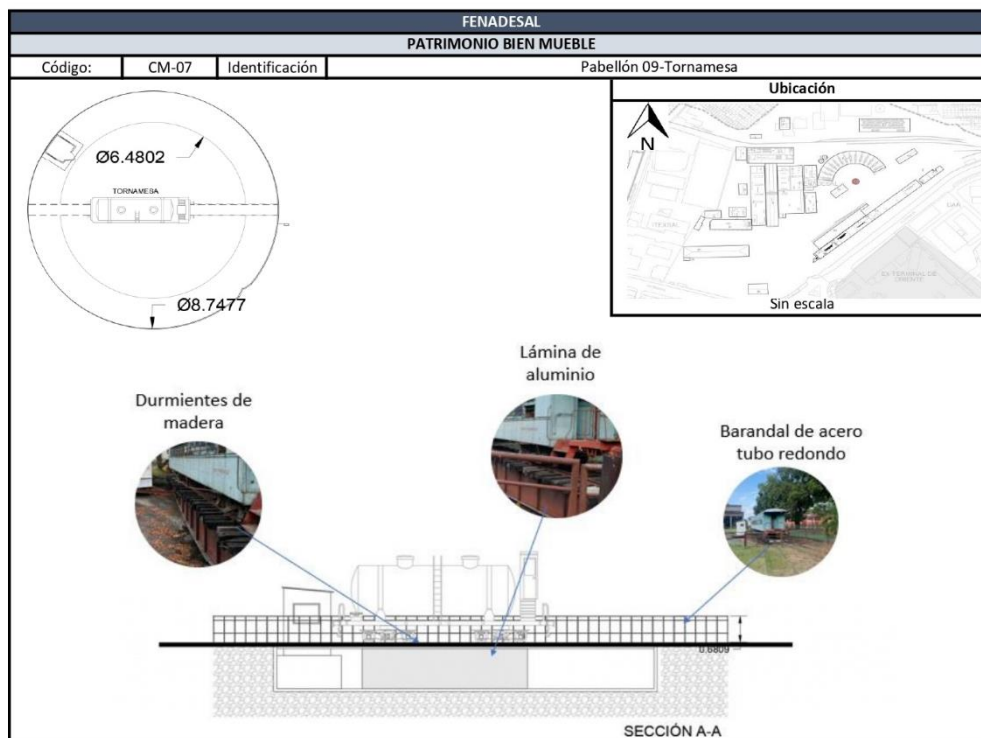 FENADESAL
PATRIMONIO BIEN MUEBLE
Código: CM-07 Identificación Pabellón 09-Tornamesa
Ubicación
Ø6.4802
TORNAMESA
Ø8.7477
N
Sin escala
Lámina de
aluminio
Durmientes de
madera
Barandal de acero
tubo redondo
0.6809
SECCIÓN A-A